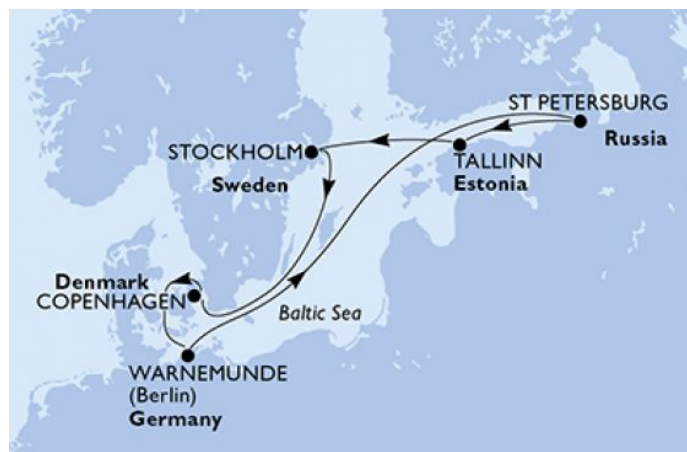 ST PETERSBURG
Russia
STOCKHOLM
Sweden
TALLINN
Estonia
Denmark
COPENHAGEN
Baltic Sea
WARNEMUNDE
(Berlin)
Germany